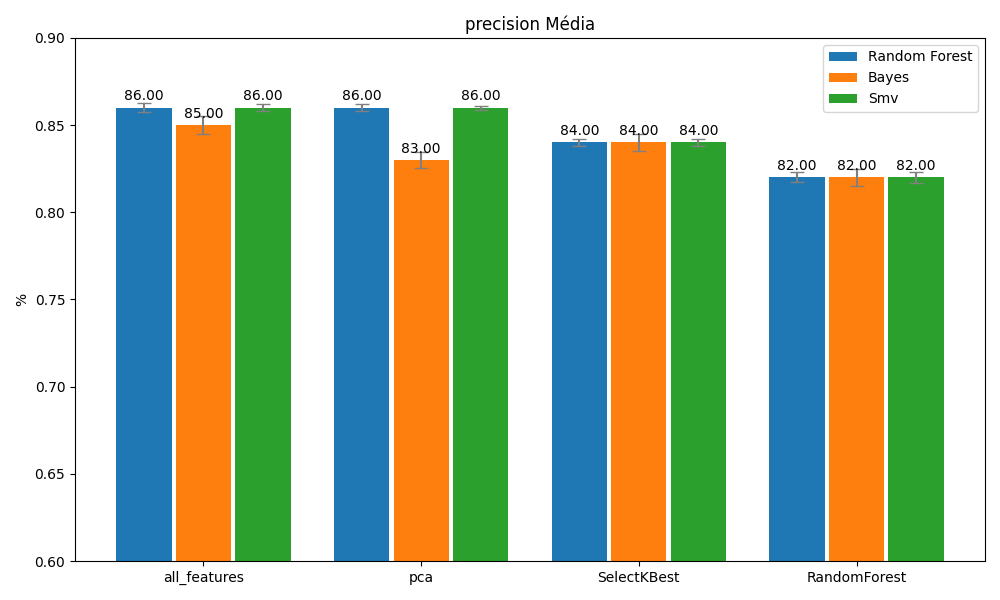 precision Média
0.90
0.85
0.80
0.75
0.70
0.65
0.60
%
Random Forest
Bayes
Smv
86.00
85.00
86.00
86.00
83.00
86.00
84.00
84.00
84.00
82.00
82.00
82.00
all_features
pca
SelectKBest
RandomForest